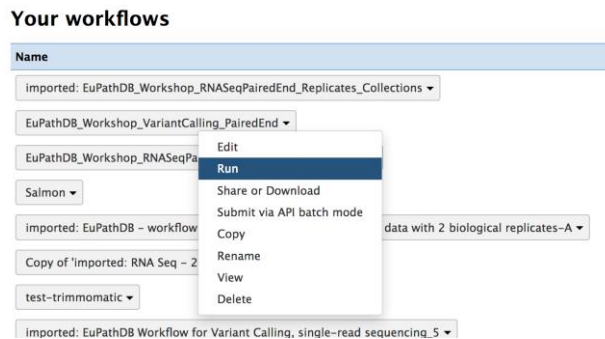 Your workflows
Name
imported: EuPathDB_Workshop_RNASeqPairedEnd_Replicates_Collections
EuPathDB_Workshop_VariantCalling_PairedEnd
EuPathDB_Workshop_RNASeqPa
Salmon
imported: EuPathDB - workflow data with 2 biological replicates-A
Copy of 'imported: RNA Seq - 2
test-trimmomatic
imported: EuPathDB Workflow for Variant Calling, single-read sequencing_5
Edit
Run
Share or Download
Submit via API batch mode
Copy
Rename
View
Delete